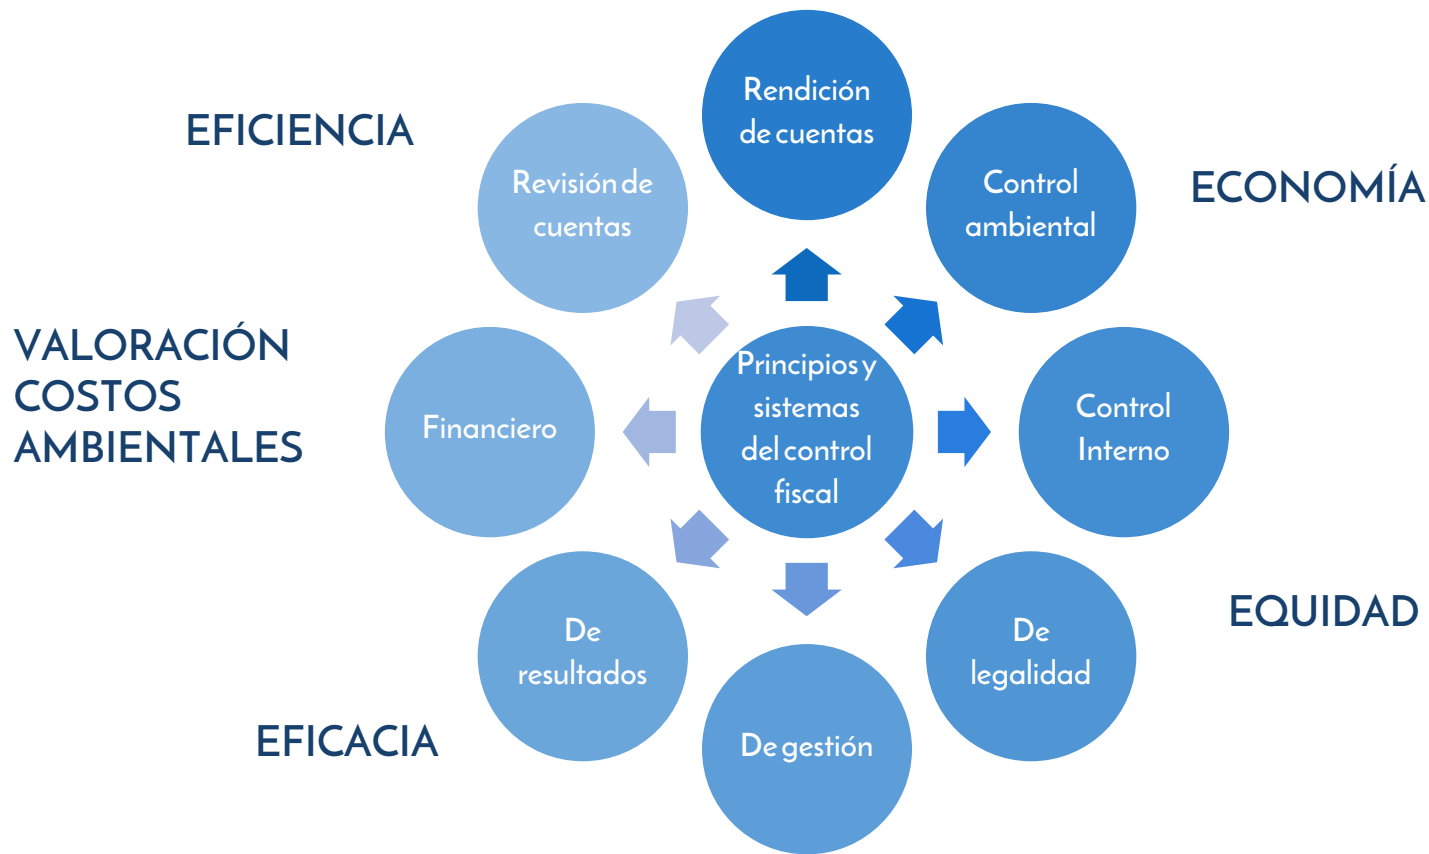 Rendición
de cuentas
EFICIENCIA
Revisión de
cuentas
Control
ambiental
ECONOMÍA
VALORACIÓN
COSTOS
AMBIENTALES
Financiero
Principios y
sistemas
del control
fiscal
Control
Interno
De
resultados
De
legalidad
EQUIDAD
EFICACIA
De gestión